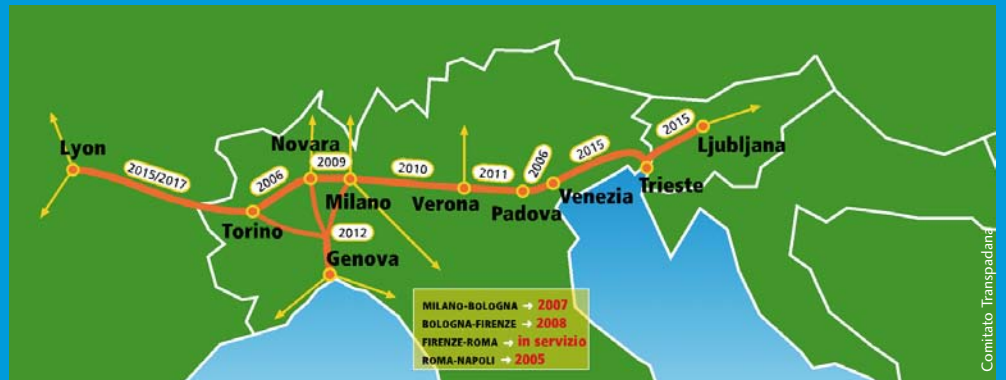 Lyon
2015/2017
Torino
2006
Novara
2009
Milano
2012
Genova
2010
Verona
2011
Padova
2006
Venezia
2015
Trieste
2015
Ljubljana
MILANO-BOLOGNA → 2007
BOLOGNA-FIRENZE → 2008
FIRENZE-ROMA → in servizio
ROMA-NAPOLI → 2005
Comitato Transpadana